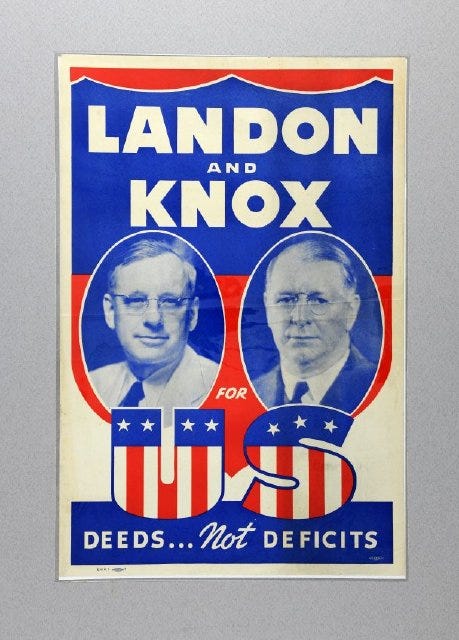 LANDON
AND
KNOX
FOR
US
DEEDS... Not DEFICITS